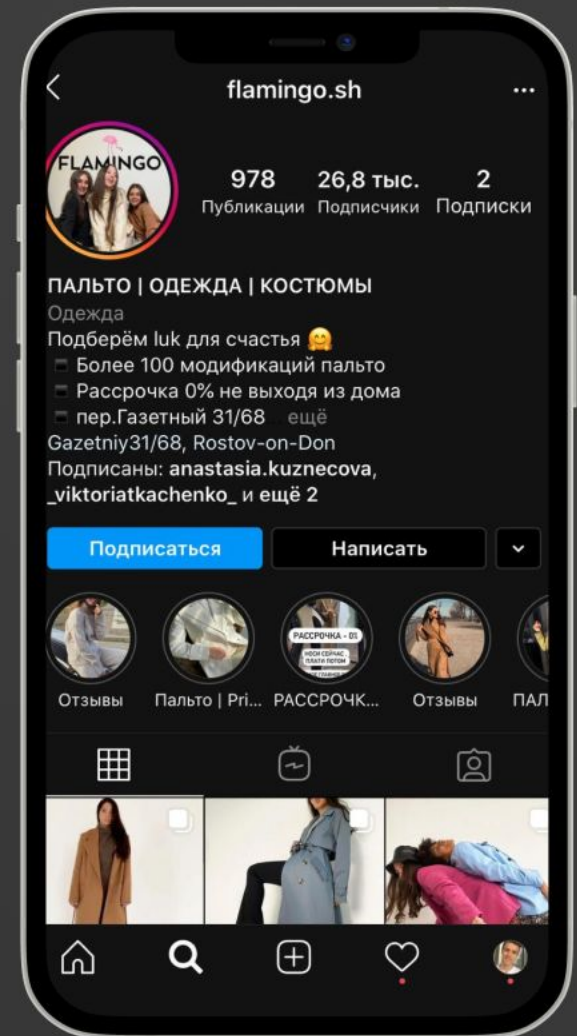 flamingo.sh
FLAMINGO
978
26,8 тыс.
2
Публикации
Подписчики
Подписки
ПАЛЬТО | ОДЕЖДА | КОСТЮМЫ
Одежда
Подберём luk для счастья 🤗
▪️ Более 100 модификаций пальто
▪️ Рассрочка 0% не выходя из дома
▪️ пер.Газетный 31/68... ещё
Gazetniy31/68, Rostov-on-Don
Подписаны: anastasia.kuznecova,
_viktoriatkachenko_ и ещё 2
Подписаться
Написать
РАССРОЧКА - 0%
НОСИ СЕЙЧАС,
ПЛАТИ ПОТОМ
Отзывы
Пальто | Pri...
РАССРОЧК...
Отзывы
ПАЛ